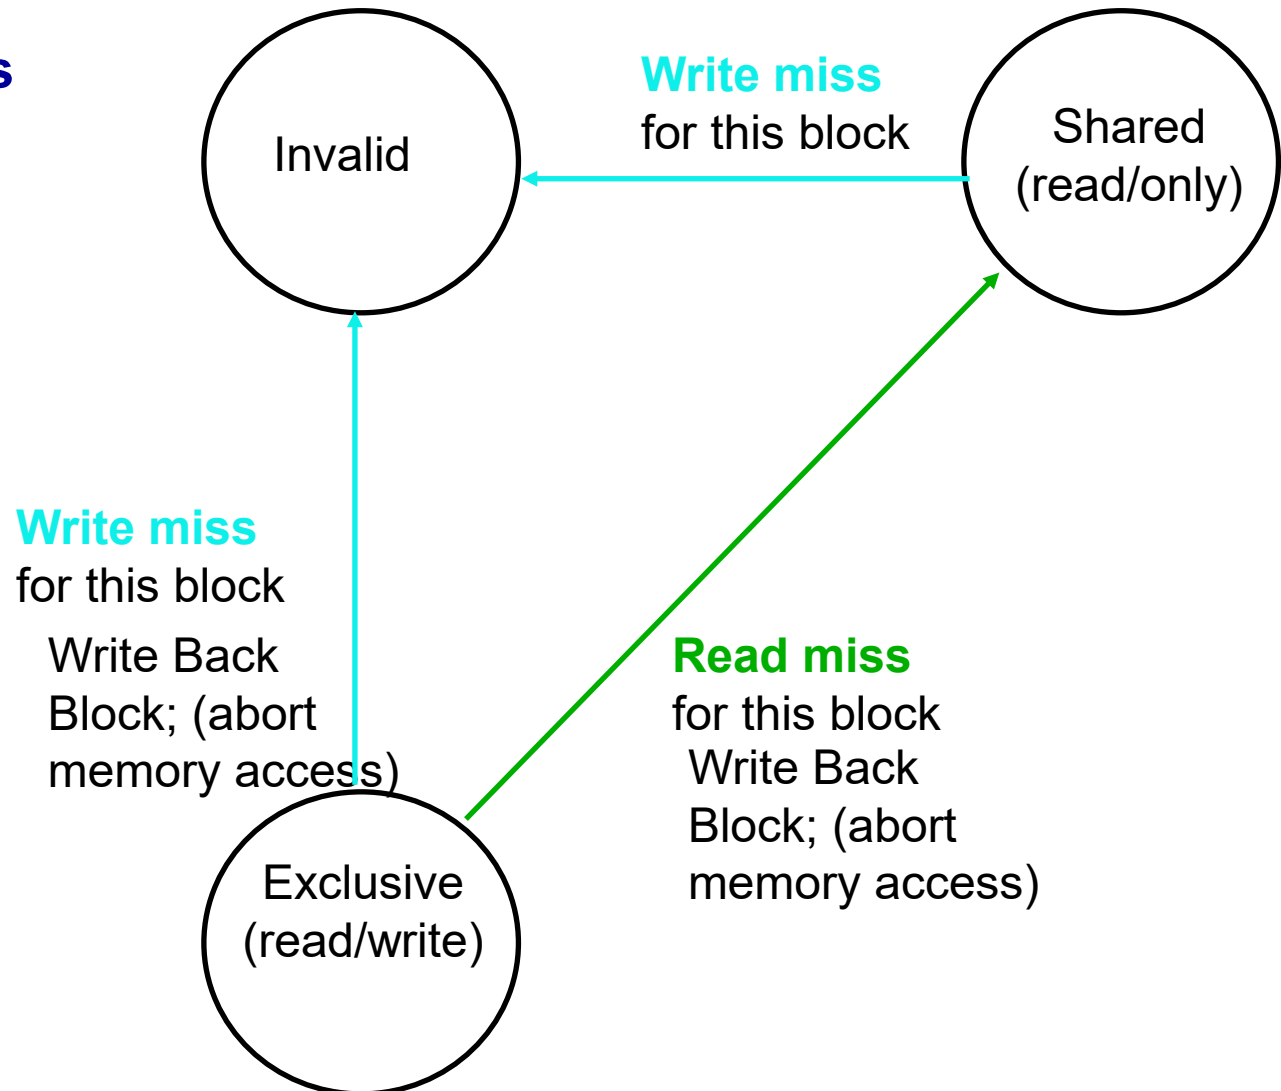 s
Invalid
Write miss
for this block
Shared
(read/only)
Write miss
for this block
Write Back
Block; (abort
memory access)
Read miss
for this block
Write Back
Block; (abort
memory access)
Exclusive
(read/write)